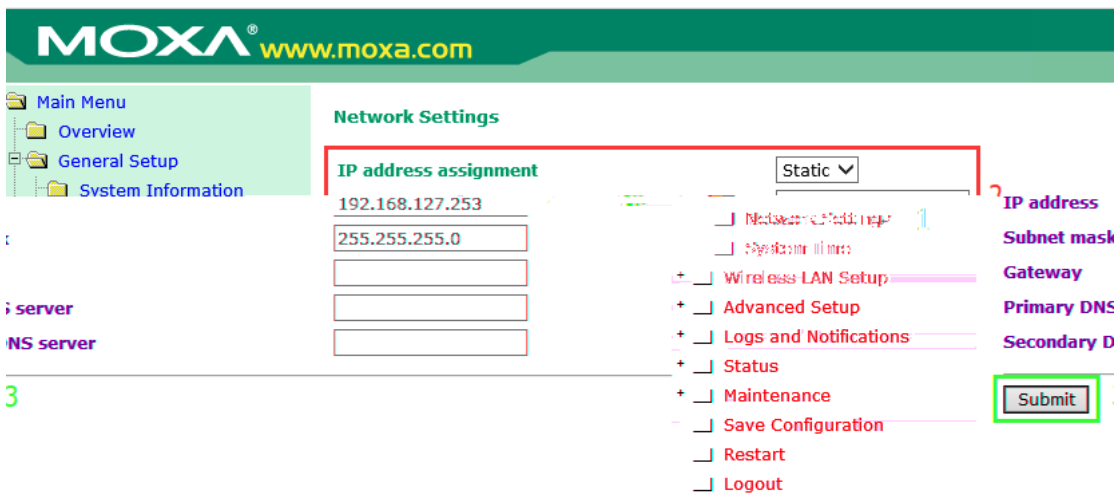 MOXA® www.moxa.com
Main Menu
Overview
General Setup
System Information
Network Settings
IP address assignment
Static
192.168.127.253
255.255.255.0
server
NS server
3
Wireless LAN Setup
Advanced Setup
Logs and Notifications
Status
Maintenance
Save Configuration
Restart
Logout
IP address
Subnet mask
Gateway
Primary DNS
Secondary D
Submit